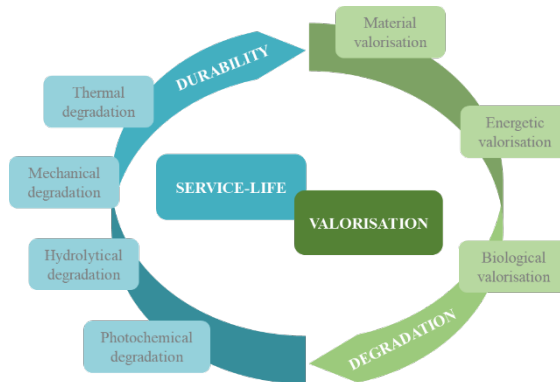 Material
valorisation
DURABILITY
Thermal
degradation
Energetic
valorisation
Mechanical
degradation
SERVICE-LIFE
VALORISATION
Hydrolytical
degradation
Biological
valorisation
Photochemical
degradation
DEGRADATION